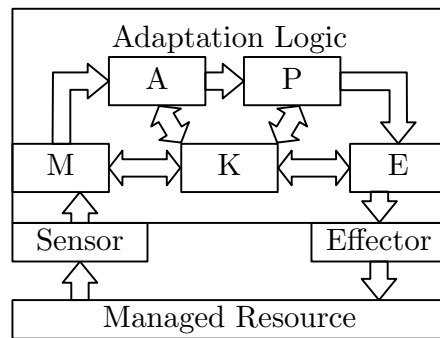 Adaptation Logic
A P
M K E
Sensor Effector
Managed Resource